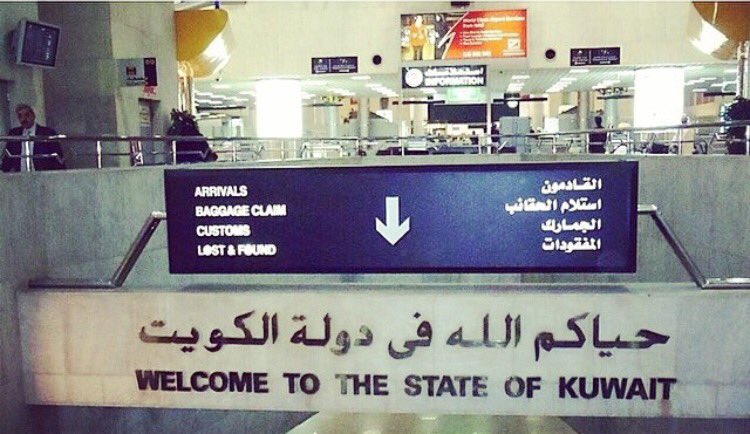 INFORMATION
ARRIVALS
BAGGAGE CLAIM
CUSTOMS
LOST & FOUND
القادمون
استلام الحقائب
الجمارك
المفقودات
حياكم الله في دولة الكويت
WELCOME TO THE STATE OF KUWAIT